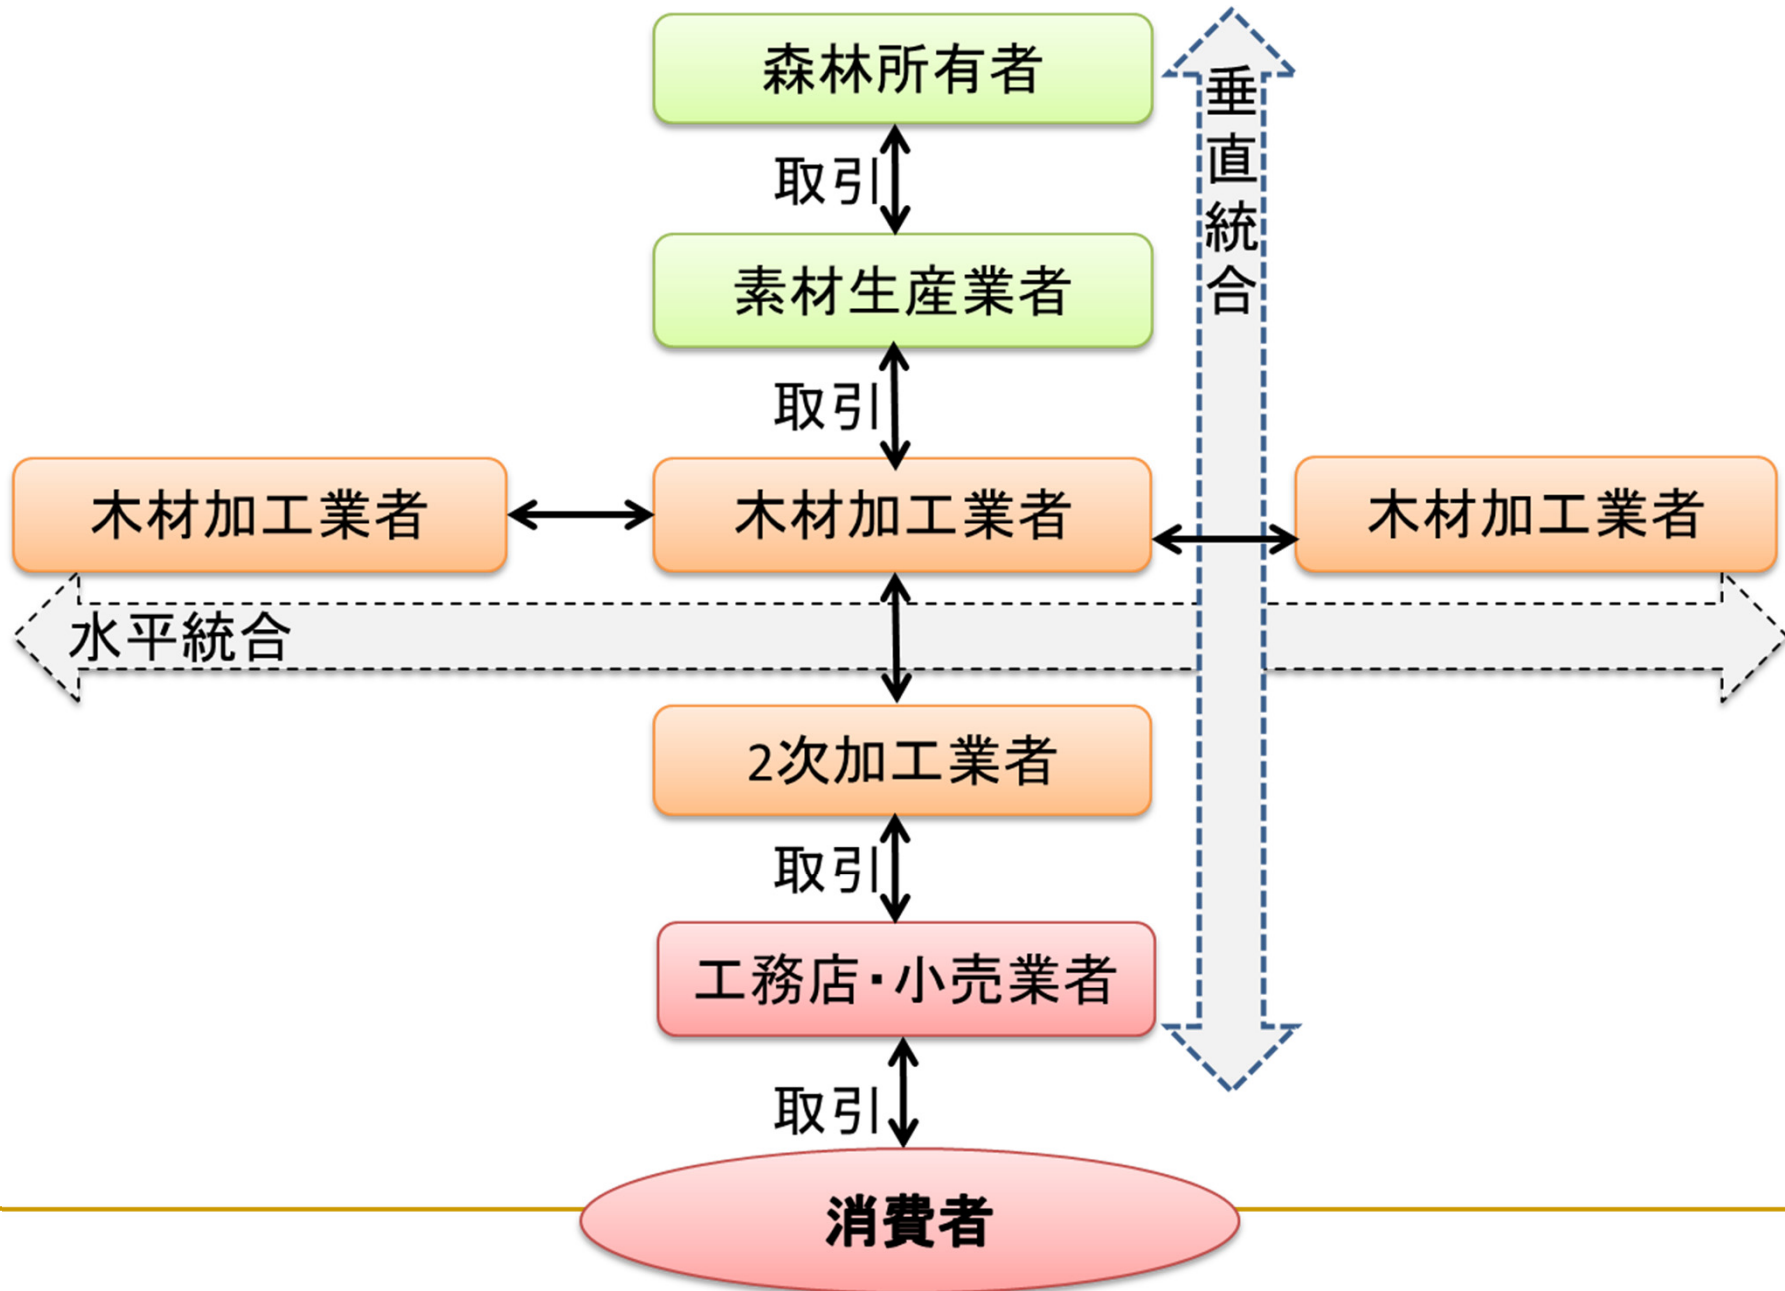 森林所有者
垂直統合
取引
素材生産業者
取引
木材加工業者
木材加工業者
木材加工業者
水平統合
2次加工業者
取引
工務店・小売業者
取引
消費者